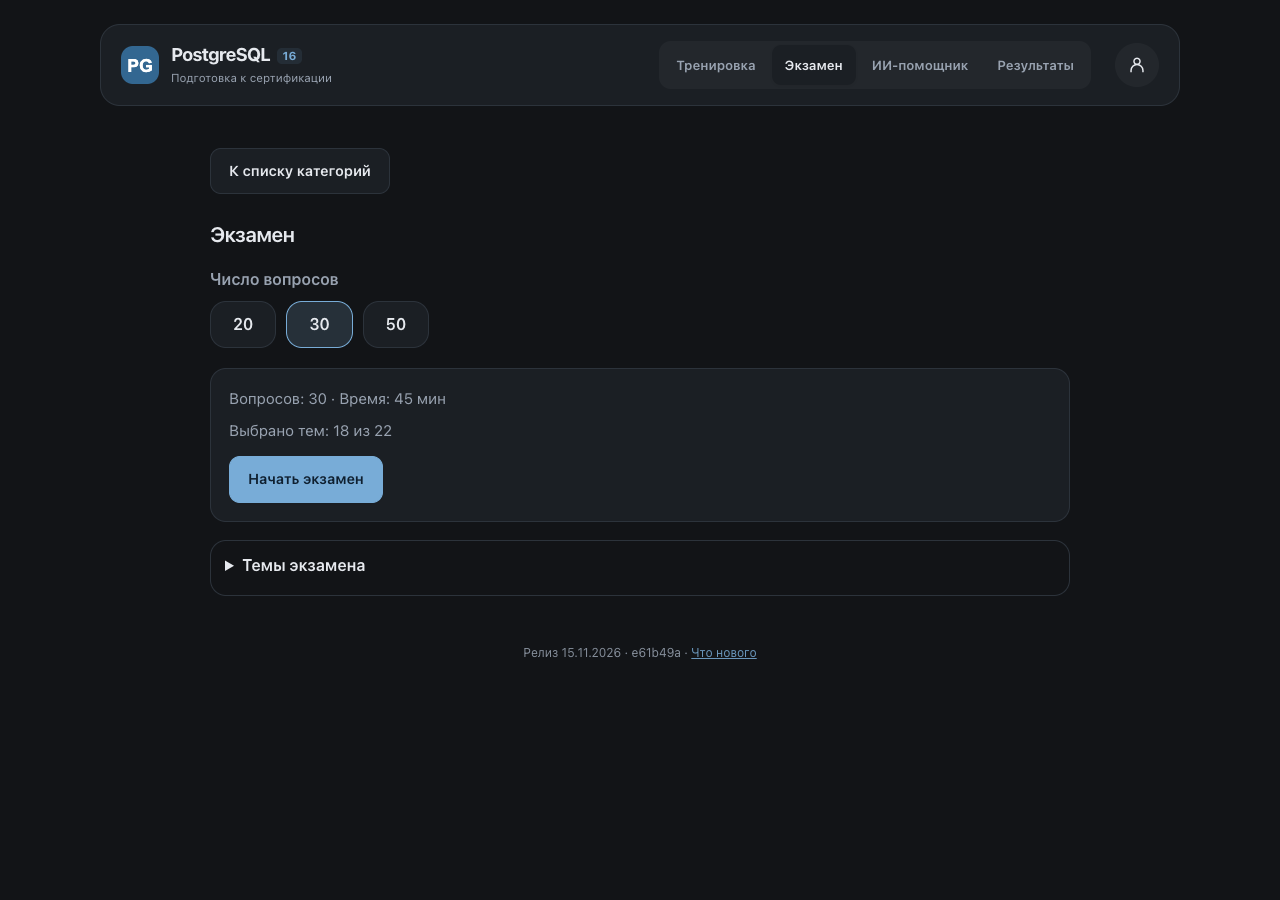 PG
PostgreSQL 16
Подготовка к сертификации
Тренировка
Экзамен
ИИ-помощник
Результаты
К списку категорий
Экзамен
Число вопросов
20
30
50
Вопросов: 30 · Время: 45 мин
Выбрано тем: 18 из 22
Начать экзамен
Темы экзамена
Релиз 15.11.2026 · e61b49a · Что нового